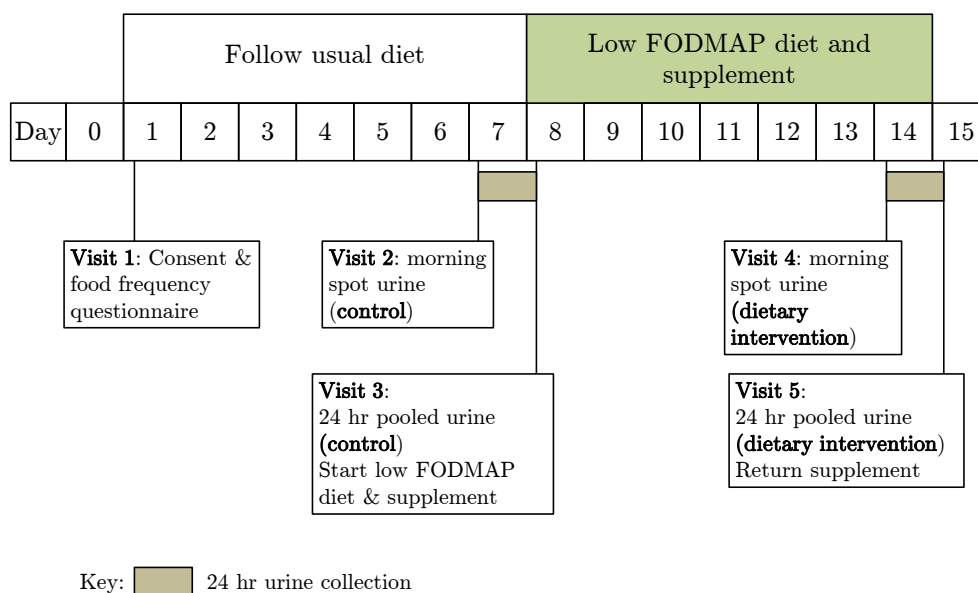 Follow usual diet
Low FODMAP diet and
supplement
Day 0 1 2 3 4 5 6 7 8 9 10 11 12 13 14 15
Visit 1: Consent &
food frequency
questionnaire
Visit 2: morning
spot urine
(control)
Visit 4: morning
spot urine
(dietary
intervention)
Visit 3:
24 hr pooled urine
(control)
Start low FODMAP
diet & supplement
Visit 5:
24 hr pooled urine
(dietary intervention)
Return supplement
Key: 24 hr urine collection